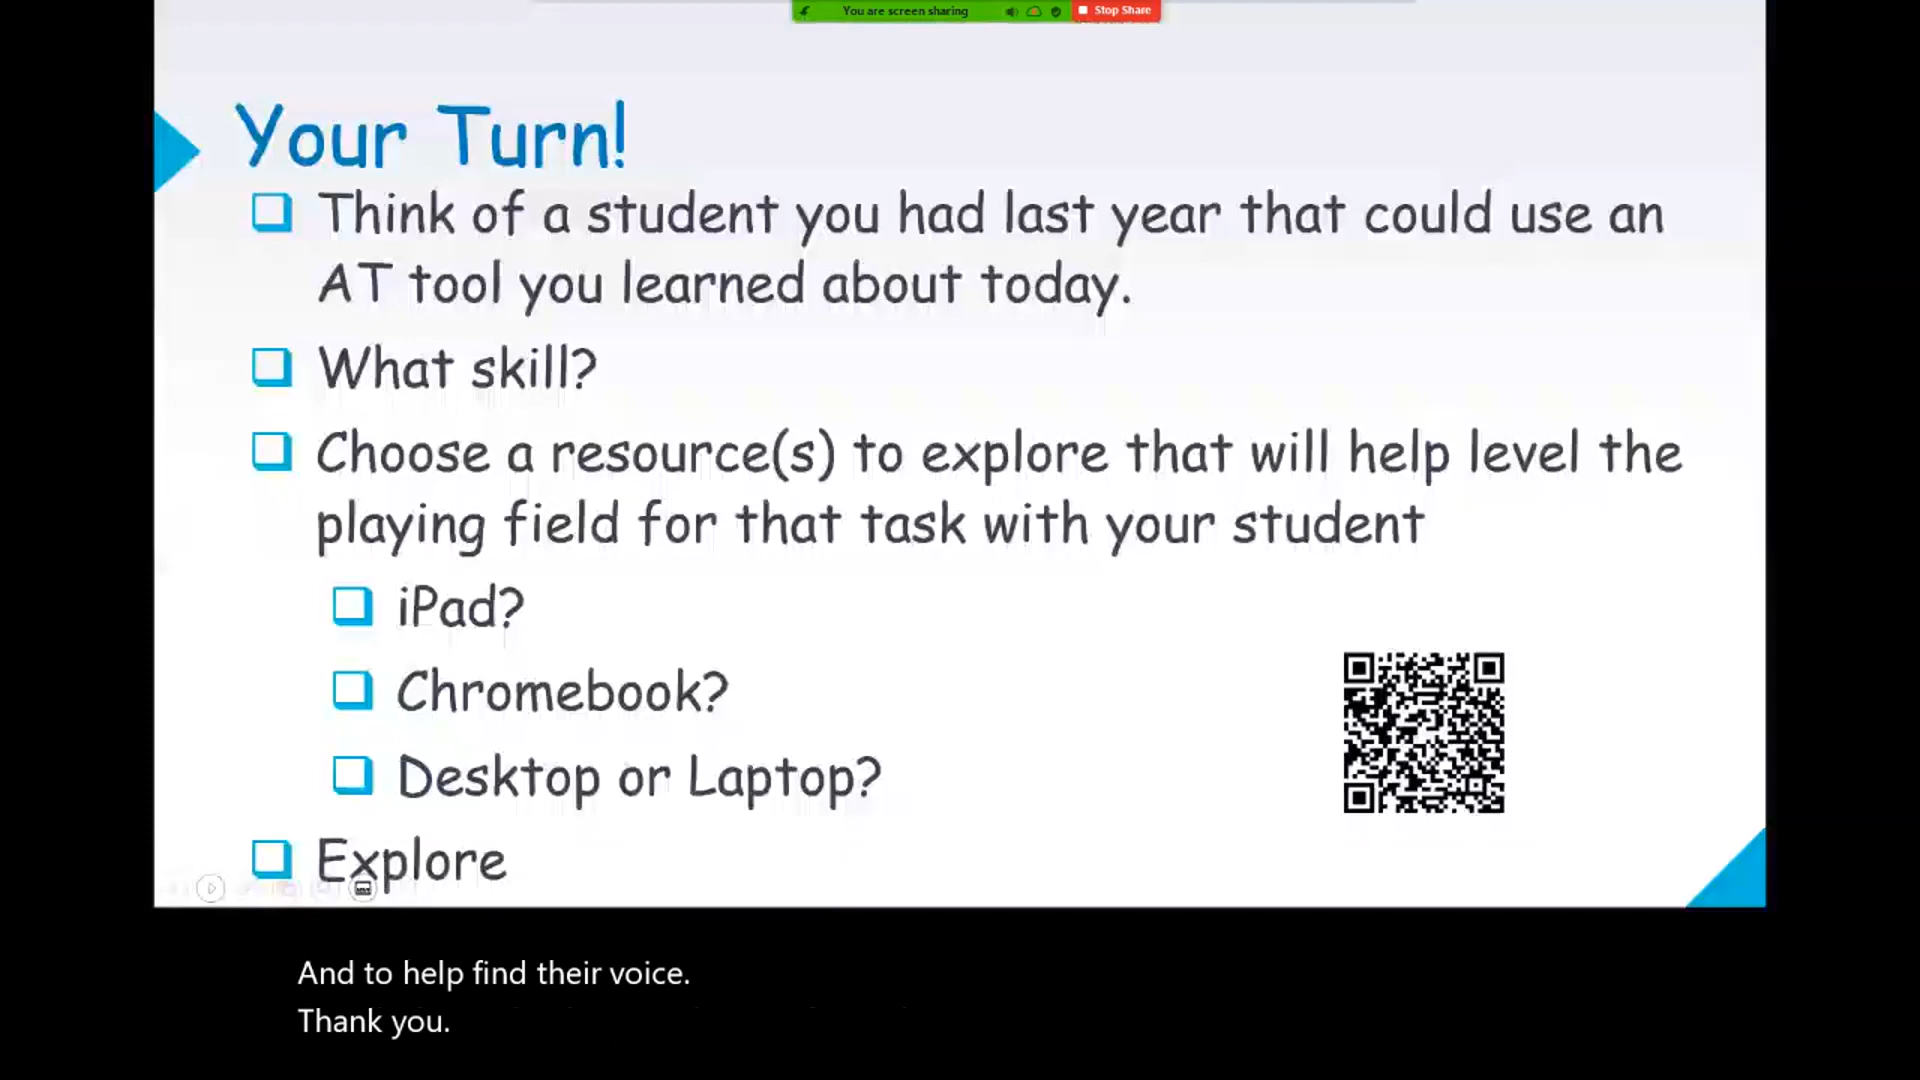 You are screen sharing
Stop Share
Your Turn!
Think of a student you had last year that could use an
AT tool you learned about today.
What skill?
Choose a resource(s) to explore that will help level the
playing field for that task with your student
iPad?
Chromebook?
Desktop or Laptop?
Explore
And to help find their voice.
Thank you.